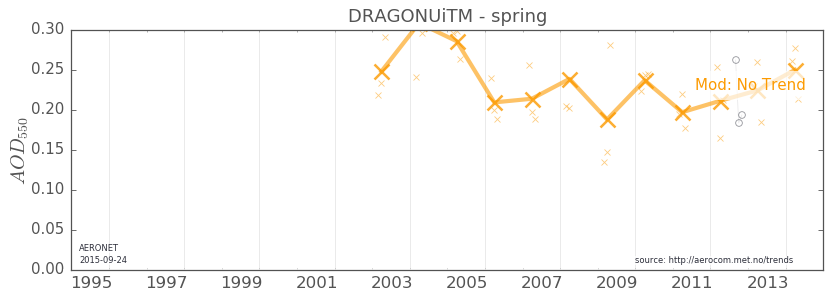 DRAGONUiTM - spring
0.30
0.25
0.20
0.15
0.10
0.05
0.00
AOD550
Mod: No Trend
AERONET
2015-09-24
source: http://aerocom.met.no/trends
1995 1997 1999 2001 2003 2005 2007 2009 2011 2013